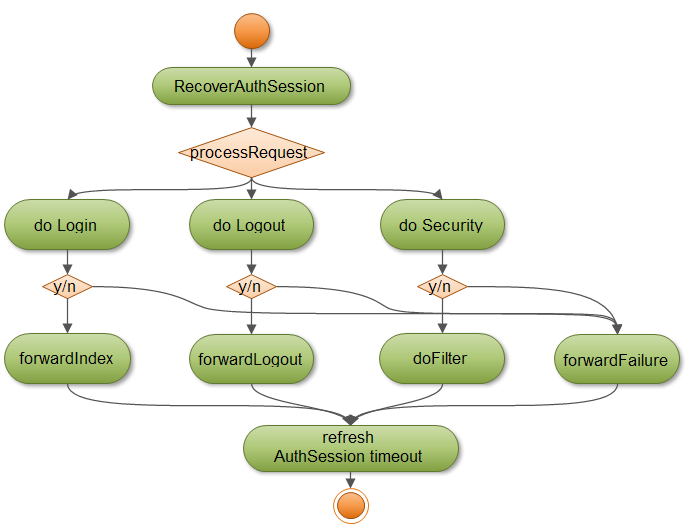 RecoverAuthSession
processRequest
do Login
do Logout
do Security
y/n
y/n
y/n
forwardIndex
forwardLogout
doFilter
forwardFailure
refresh
AuthSession timeout